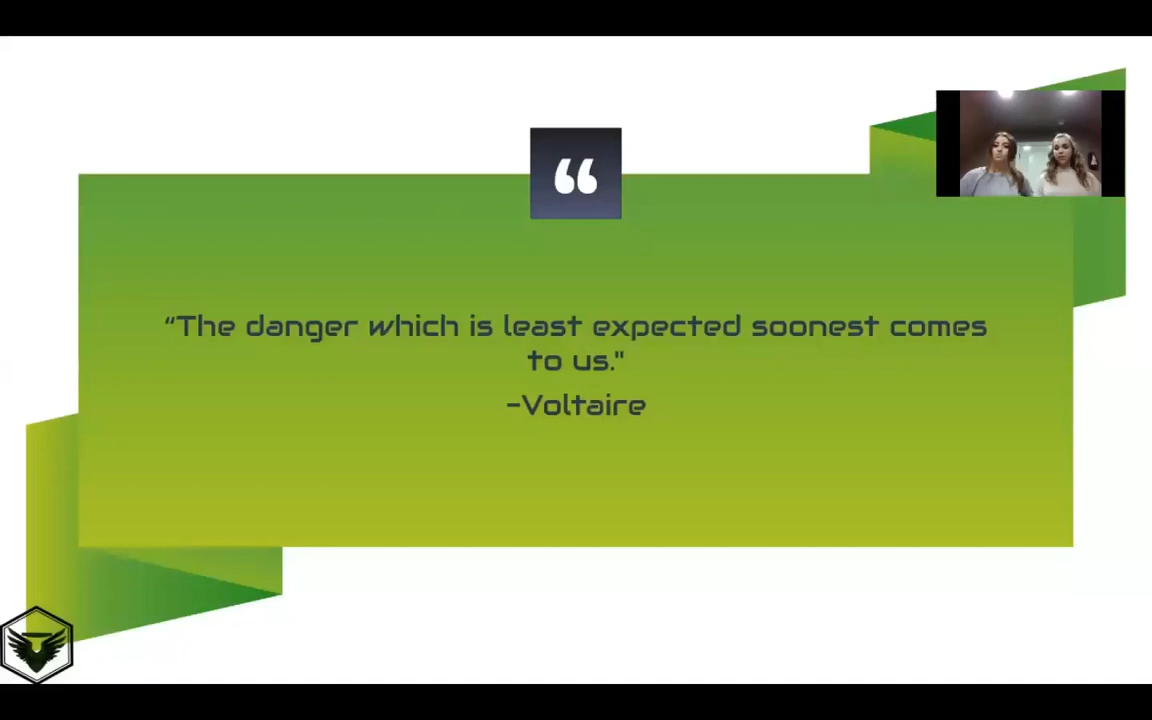 “
“The danger which is least expected soonest comes
to us."
-Voltaire